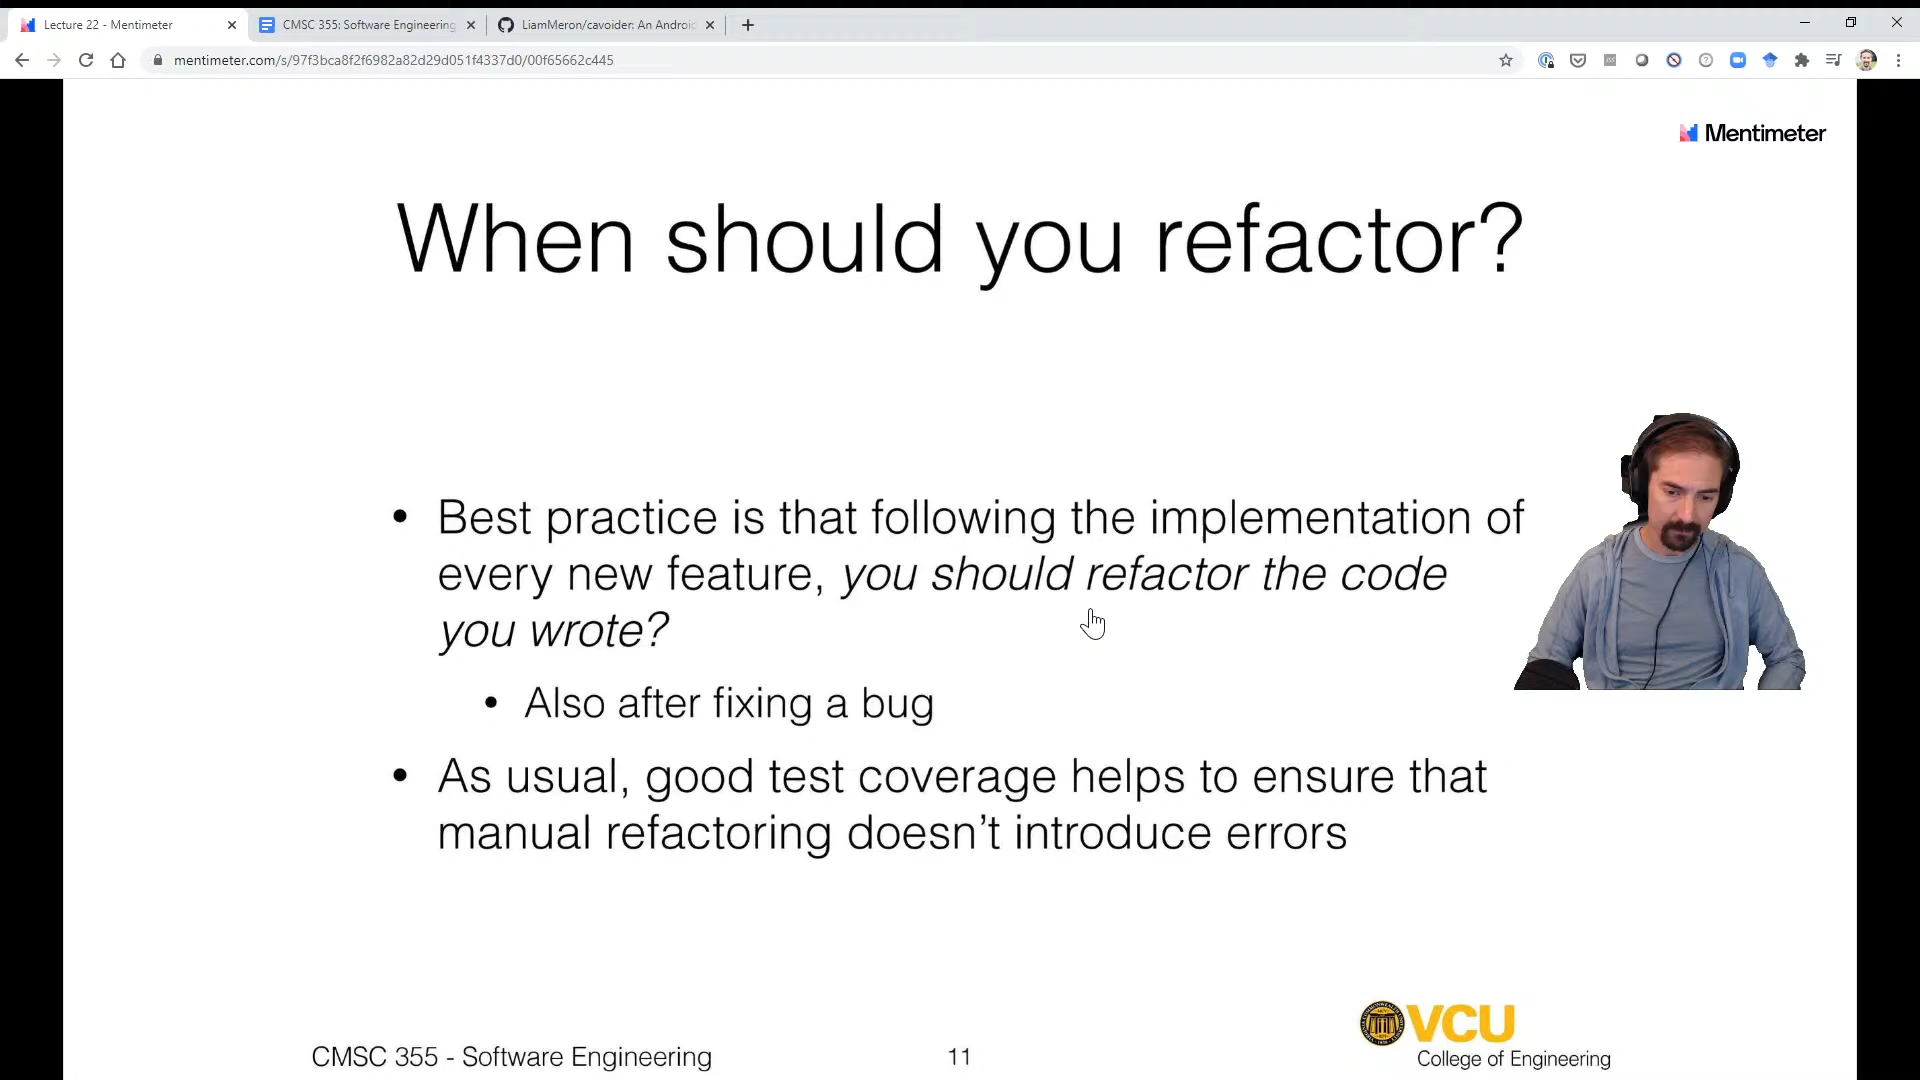 Lecture 22 - Mentimeter
CMSC 355: Software Engineering
LiamMeron/cavoider: An Androi
mentimeter.com/s/97f3bca8f2f6982a82d29d051f4337d0/00f65662c445
Mentimeter
When should you refactor?
• Best practice is that following the implementation of
every new feature, you should refactor the code
you wrote?
• Also after fixing a bug
• As usual, good test coverage helps to ensure that
manual refactoring doesn’t introduce errors
VCU
College of Engineering
CMSC 355 - Software Engineering
11